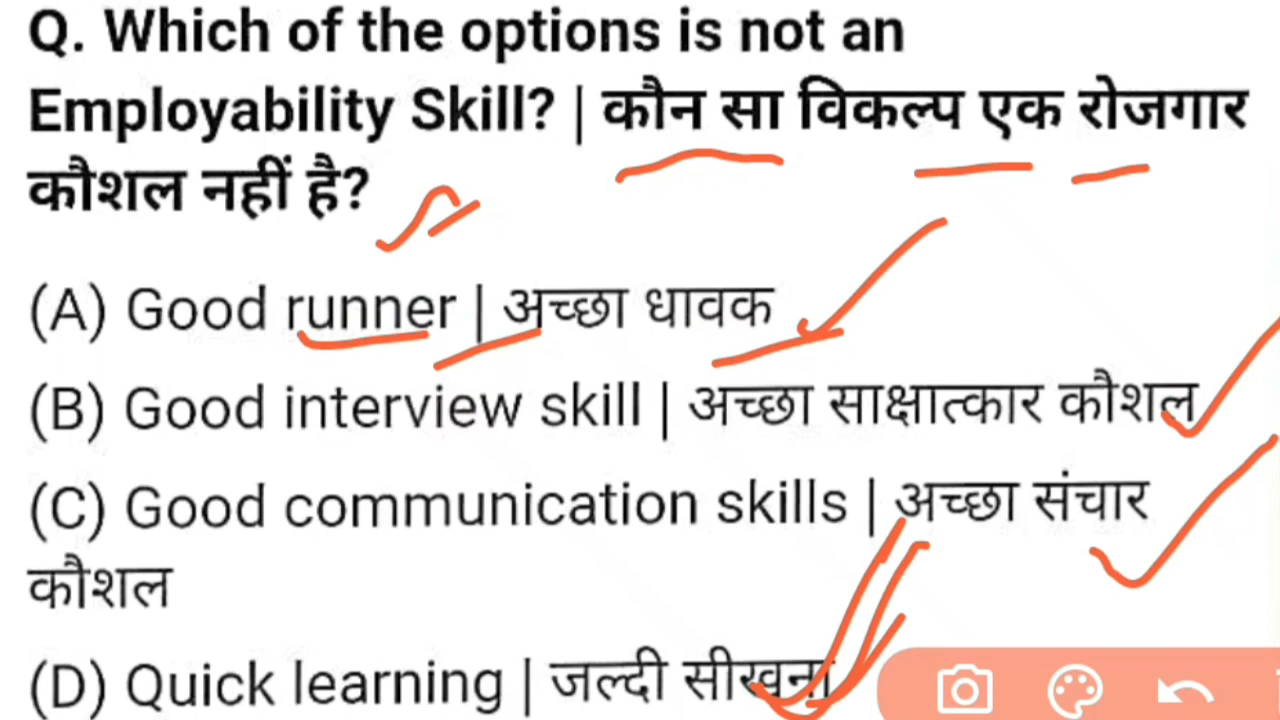 Q. Which of the options is not an
Employability Skill? | कौन सा विकल्प एक रोजगार
कौशल नहीं है?
(A) Good runner | अच्छा धावक
(B) Good interview skill | अच्छा साक्षात्कार कौशल
(C) Good communication skills | अच्छा संचार
कौशल
(D) Quick learning | जल्दी सीखना